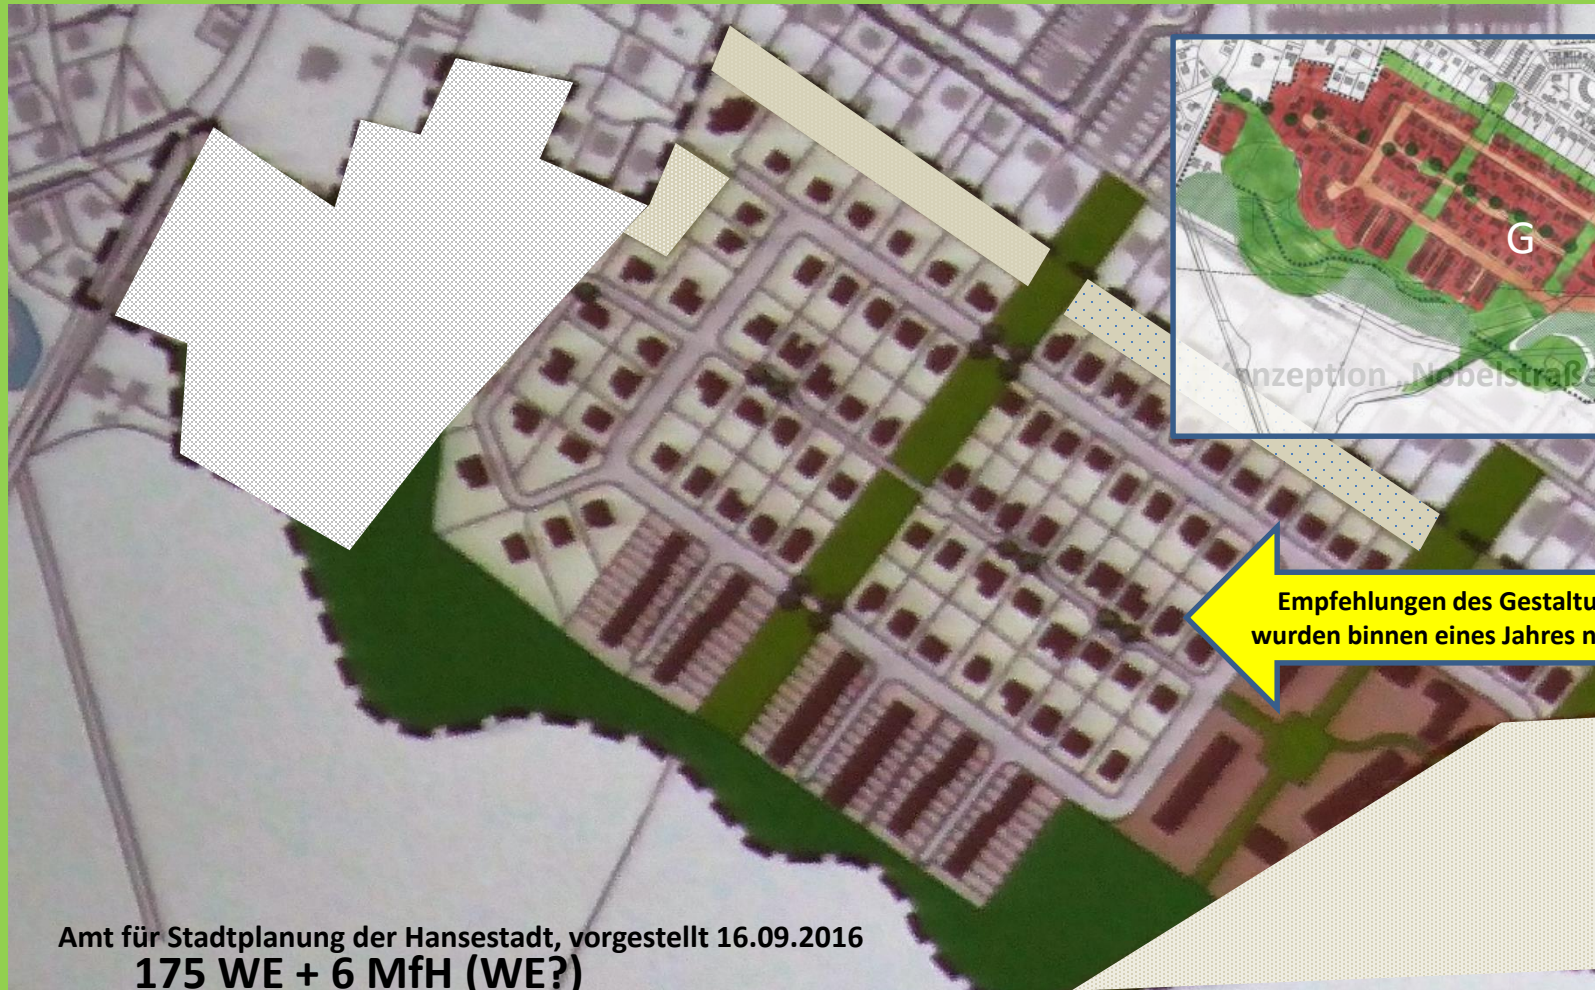 G
Nobelstraße
Empfehlungen des
wurden binnen eines Jahres
Amt für Stadtplanung der Hansestadt, vorgestellt 16.09.2016
175 WE + 6 MfH (WE?)